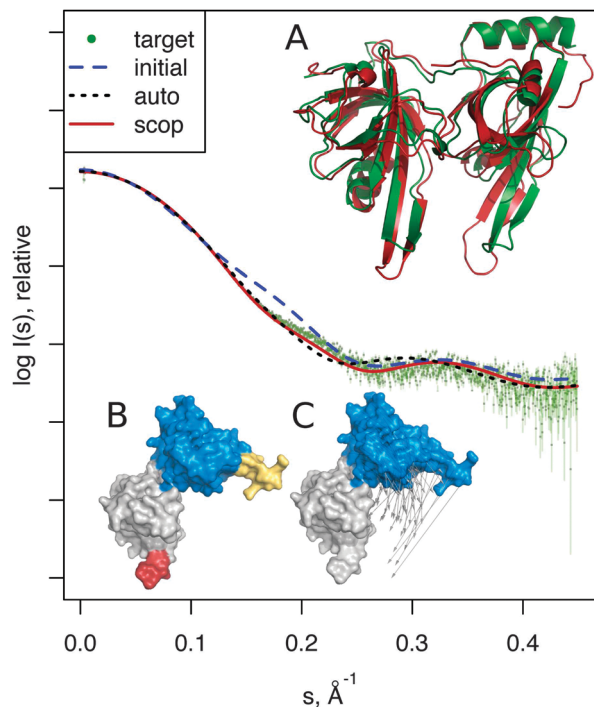 target
initial
auto
scop
A
B
C
log I(s), relative
0.0 0.1 0.2 0.3 0.4
s, Å⁻¹